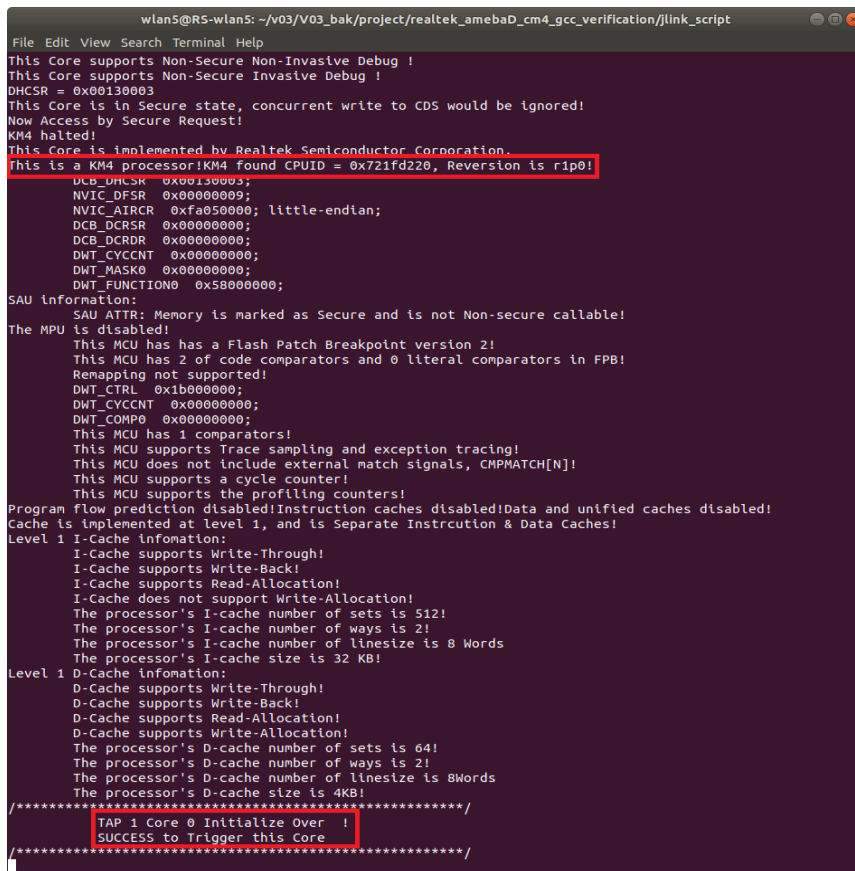 wlan5@RS-wlan5: ~/v03/V03_bak/project/realtek_amebaD_cm4_gcc_verification/jlink_script
File Edit View Search Terminal Help
This Core supports Non-Secure Non-Invasive Debug !
This Core supports Non-Secure Invasive Debug !
DHCSR = 0x00130003
This Core is in Secure state, concurrent write to CDS would be ignored!
Now Access by Secure Request!
KM4 halted!
This Core is implemented by Realtek Semiconductor Corporation.
This is a KM4 processor!KM4 found CPUID = 0x721fd220, Reversion is r1p0!
DCB_DHCSR 0x00130003;
NVIC_DFSR 0x00000009;
NVIC_AIRCR 0xfa050000; little-endian;
DCB_DCRSR 0x00000000;
DCB_DCRDR 0x00000000;
DWT_CYCCNT 0x00000000;
DWT_MASK0 0x00000000;
DWT_FUNCTION0 0x58000000;
SAU information:
SAU ATTR: Memory is marked as Secure and is not Non-secure callable!
The MPU is disabled!
This MCU has has a Flash Patch Breakpoint version 2!
This MCU has 2 of code comparators and 0 literal comparators in FPB!
Remapping not supported!
DWT_CTRL 0x1b000000;
DWT_CYCCNT 0x00000000;
DWT_COMP0 0x00000000;
This MCU has 1 comparators!
This MCU supports Trace sampling and exception tracing!
This MCU does not include external match signals, CMPMATCH[N]!
This MCU supports a cycle counter!
This MCU supports the profiling counters!
Program flow prediction disabled!Instruction caches disabled!Data and unified caches disabled!
Cache is implemented at level 1, and is Separate Instrcution & Data Caches!
Level 1 I-Cache infomation:
I-Cache supports Write-Through!
I-Cache supports Write-Back!
I-Cache supports Read-Allocation!
I-Cache does not support Write-Allocation!
The processor's I-cache number of sets is 512!
The processor's I-cache number of ways is 2!
The processor's I-cache number of linesize is 8 Words
The processor's I-cache size is 32 KB!
Level 1 D-Cache infomation:
D-Cache supports Write-Through!
D-Cache supports Write-Back!
D-Cache supports Read-Allocation!
D-Cache supports Write-Allocation!
The processor's D-cache number of sets is 64!
The processor's D-cache number of ways is 2!
The processor's D-cache number of linesize is 8Words
The processor's D-cache size is 4KB!
/*******************************************************/
TAP 1 Core 0 Initialize Over !
SUCCESS to Trigger this Core
/*******************************************************/